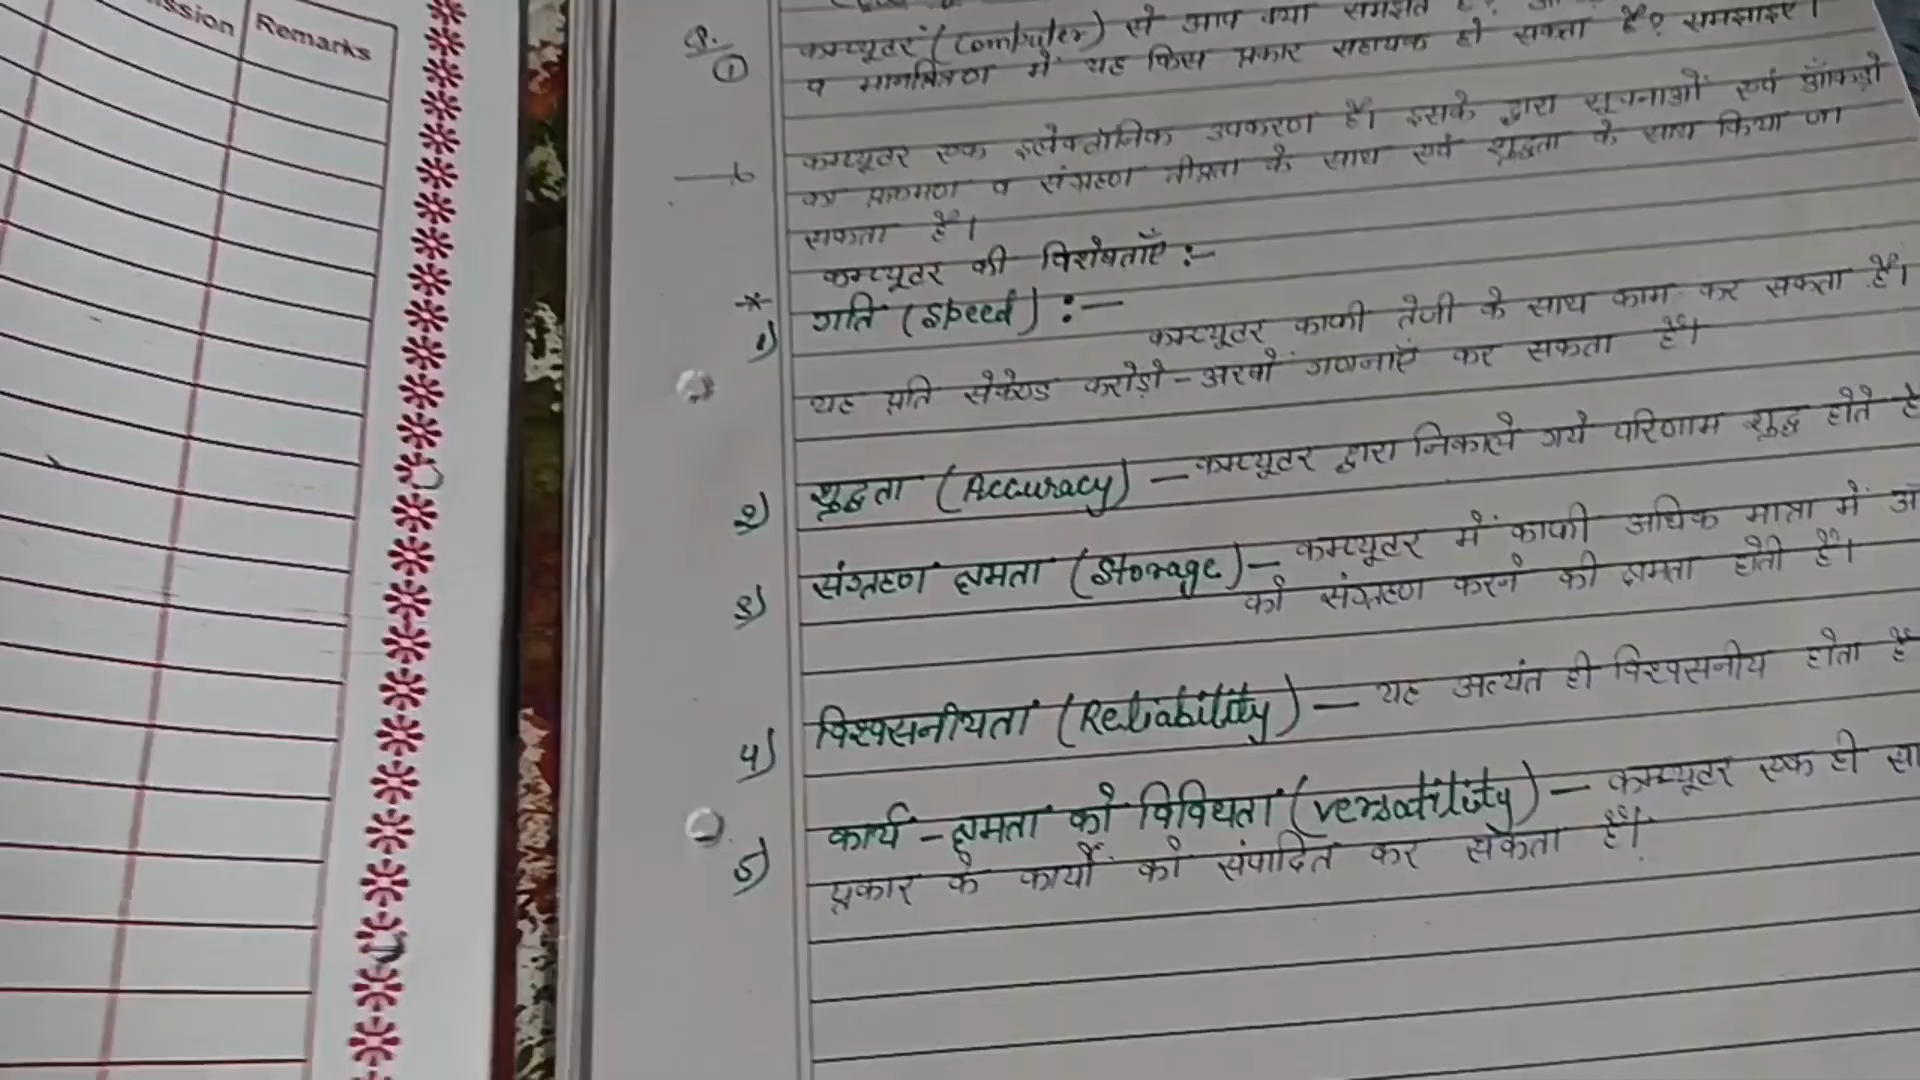 ssion Remarks
प्र.
① कम्प्यूटर (Computer) से आप क्या समझते
व मानचित्रण में यह किस प्रकार सहायक हो सकता है? समझाइए।
कम्प्यूटर एक इलेक्ट्रोनिक उपकरण है। इसके द्वारा सूचनाओं एवं आँकड़ो
का प्रक्रमण व संग्रहण तीव्रता के साथ एवं शुद्धता के साथ किया जा
सकता है।
* कम्प्यूटर की विशेषताएँ :-
1) गति (Speed) :-
कम्प्यूटर काफी तेजी के साथ काम कर सकता है।
यह प्रति सेकेण्ड करोड़ो - अरबों गणनाएं कर सकता है।
2) शुद्धता (Accuracy) - कम्प्यूटर द्वारा निकाले गये परिणाम शुद्ध होते है
3) संग्रहण क्षमता (Storage) - कम्प्यूटर में काफी अधिक मात्रा में
को संग्रहण करने की क्षमता होती है।
4) विश्वसनीयता (Reliability) - यह अत्यंत ही विश्वसनीय होता है
5) कार्य - क्षमता की विविधता (Versatility) - कम्प्यूटर एक ही सा
प्रकार के कार्यों को संपादित कर सकता है।